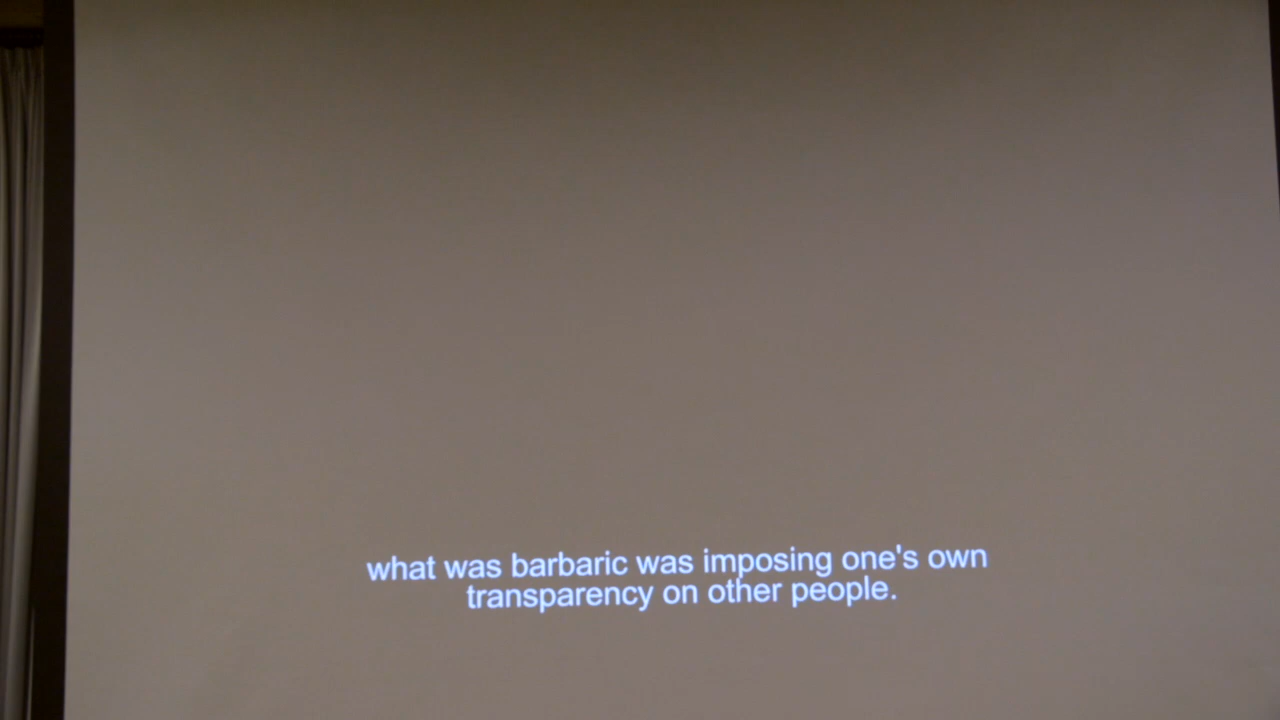 what was barbaric was imposing one's own
transparency on other people.